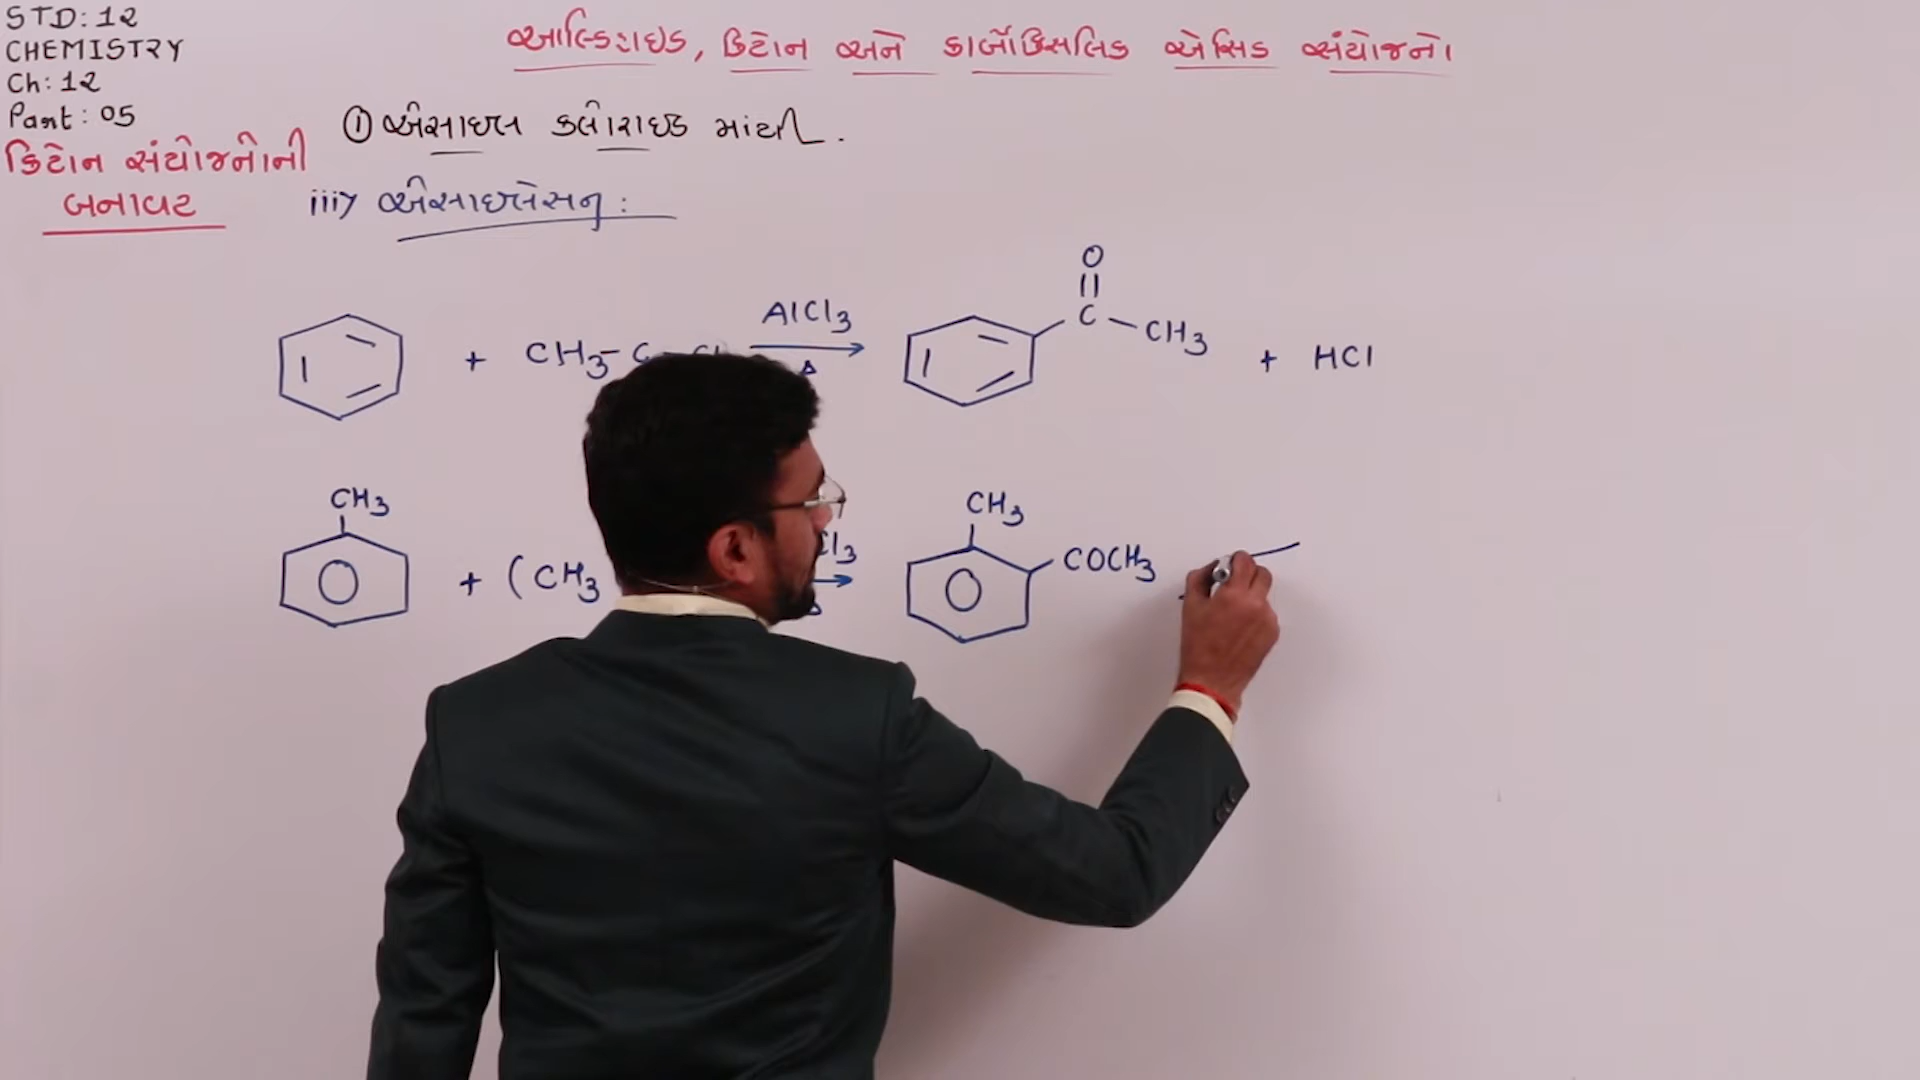 STD: 12
CHEMISTRY
Ch: 12
Part: 05
આલ્ડિહાઇડ, કિટોન અને કાર્બોક્સિલિક એસિડ સંયોજનો
કિટોન સંયોજનોની
બનાવટ
① એસાઇલ ક્લોરાઇડ માંથી.
iii> એસાઇલેસન:
+ CH3-C-Cl AlCl3 Δ O C-CH3 + HCl
CH3 + (CH3 Cl3 CH3 COCH3